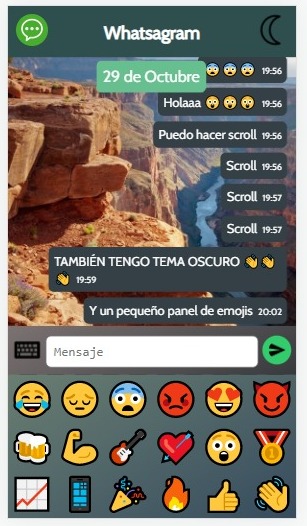 Whatsagram
29 de Octubre
😨 😨 😨 19:56
Holaaa 😳 😳 😳 19:56
Puedo hacer scroll 19:56
Scroll 19:56
Scroll 19:57
Scroll 19:57
TAMBIÉN TENGO TEMA OSCURO 👏 👏
👏 19:59
Y un pequeño panel de emojis 20:02
Mensaje